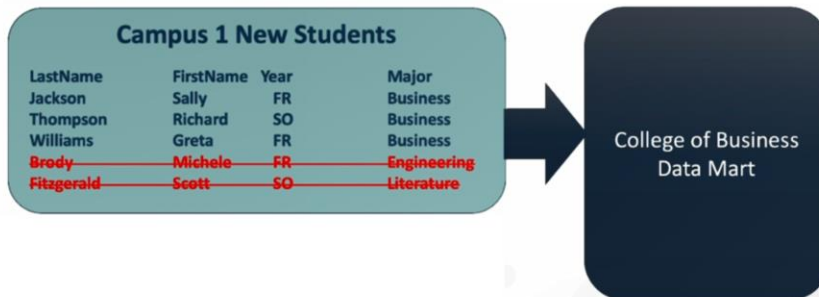 Campus 1 New Students
LastName FirstName Year Major
Jackson Sally FR Business
Thompson Richard SO Business
Williams Greta FR Business
Brody Michele FR Engineering
Fitzgerald Scott SO Literature
College of Business
Data Mart